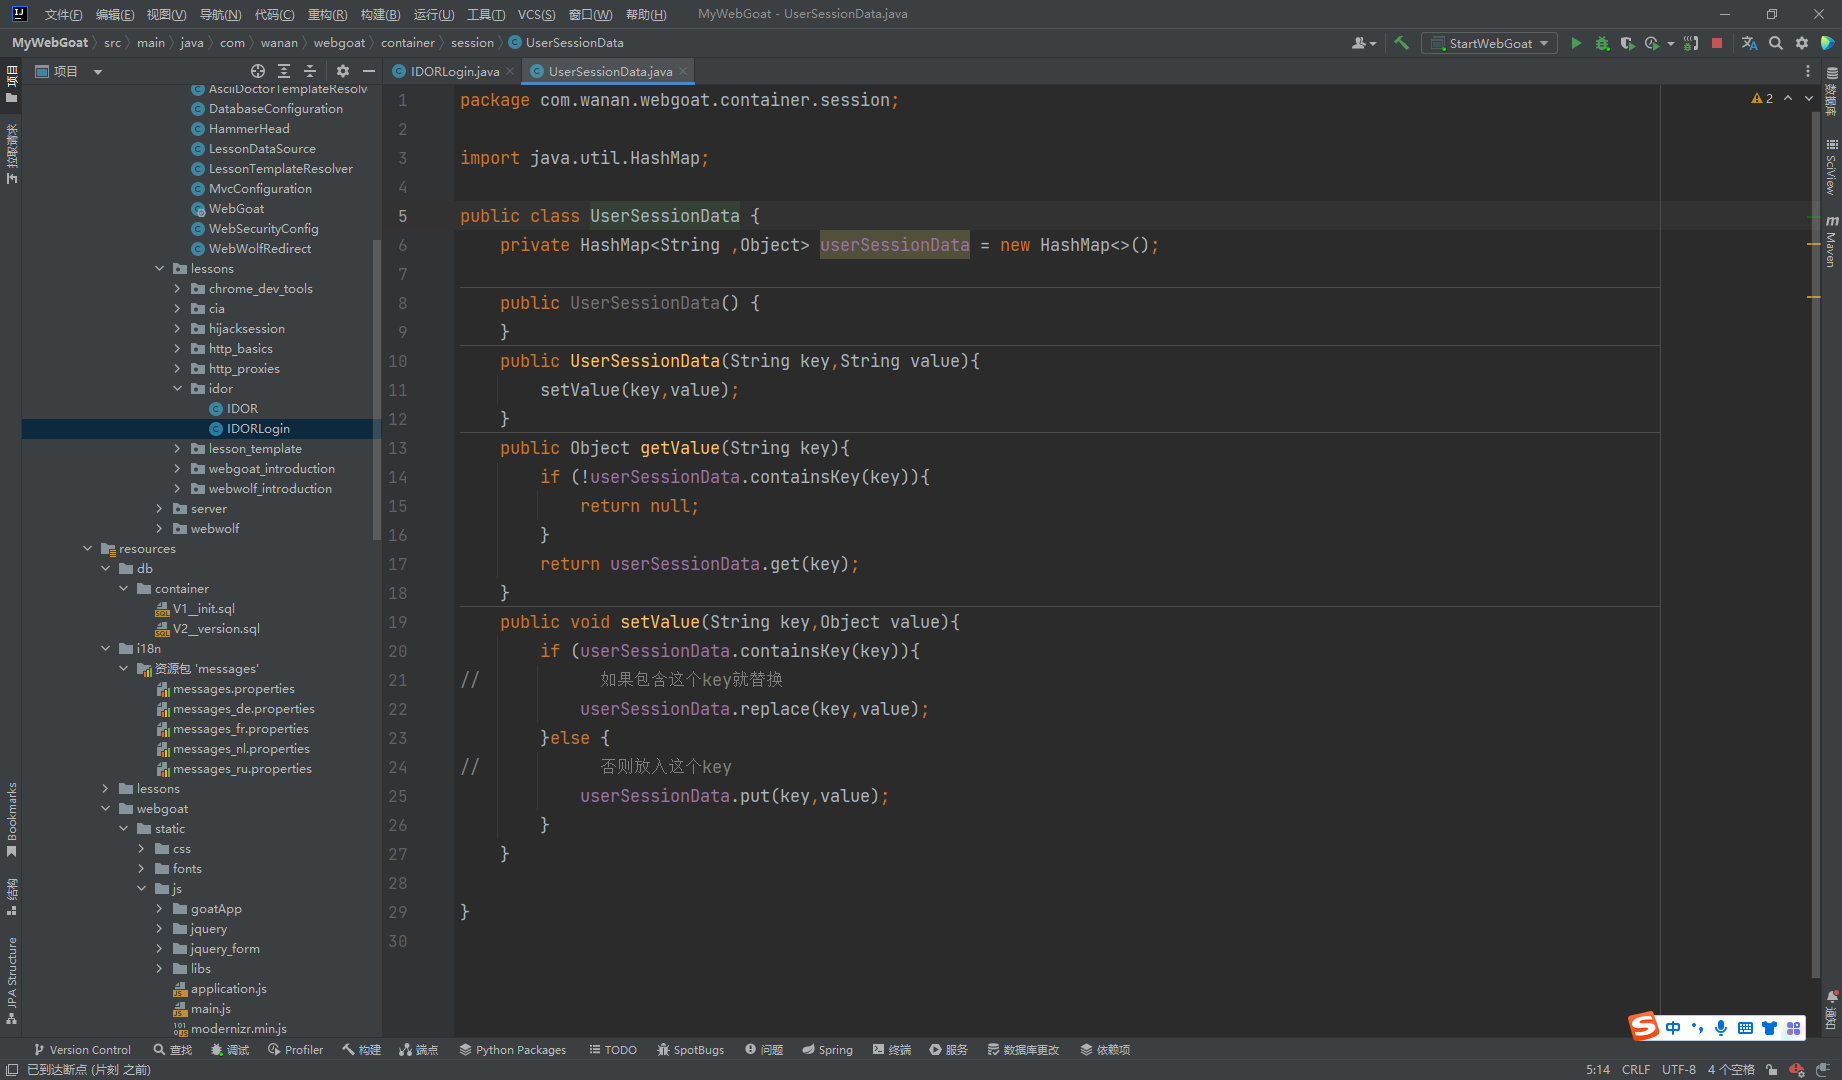 文件(F) 编辑(E) 视图(V) 导航(N) 代码(C) 重构(R) 构建(B) 运行(U) 工具(T) VCS(S) 窗口(W) 帮助(H) MyWebGoat - UserSessionData.java
MyWebGoat src main java com wanan webgoat container session UserSessionData StartWebGoat
项目
IDORLogin.java UserSessionData.java
AsciiDoctorTemplateResolv
DatabaseConfiguration
HammerHead
LessonDataSource
LessonTemplateResolver
MvcConfiguration
WebGoat
WebSecurityConfig
WebWolfRedirect
lessons
chrome_dev_tools
cia
hijacksession
http_basics
http_proxies
idor
IDOR
IDORLogin
lesson_template
webgoat_introduction
webwolf_introduction
server
webwolf
resources
db
container
V1__init.sql
V2__version.sql
i18n
资源包 'messages'
messages.properties
messages_de.properties
messages_fr.properties
messages_nl.properties
messages_ru.properties
lessons
webgoat
static
css
fonts
js
goatApp
jquery
jquery_form
libs
application.js
main.js
modernizr.min.js
1 package com.wanan.webgoat.container.session;
2
3 import java.util.HashMap;
4
5 public class UserSessionData {
6 private HashMap<String ,Object> userSessionData = new HashMap<>();
7
8 public UserSessionData() {
9 }
10 public UserSessionData(String key,String value){
11 setValue(key,value);
12 }
13 public Object getValue(String key){
14 if (!userSessionData.containsKey(key)){
15 return null;
16 }
17 return userSessionData.get(key);
18 }
19 public void setValue(String key,Object value){
20 if (userSessionData.containsKey(key)){
21 // 如果包含这个key就替换
22 userSessionData.replace(key,value);
23 }else {
24 // 否则放入这个key
25 userSessionData.put(key,value);
26 }
27 }
28
29 }
30
2
项目
拉取请求
Bookmarks
结构
JPA Structure
数据库
SciView
m Maven
通知
S 中
Version Control 查找 调试 Profiler 构建 端点 Python Packages TODO SpotBugs 问题 Spring 终端 服务 数据库更改 依赖项
已到达断点 (片刻 之前) 5:14 CRLF UTF-8 4 个空格